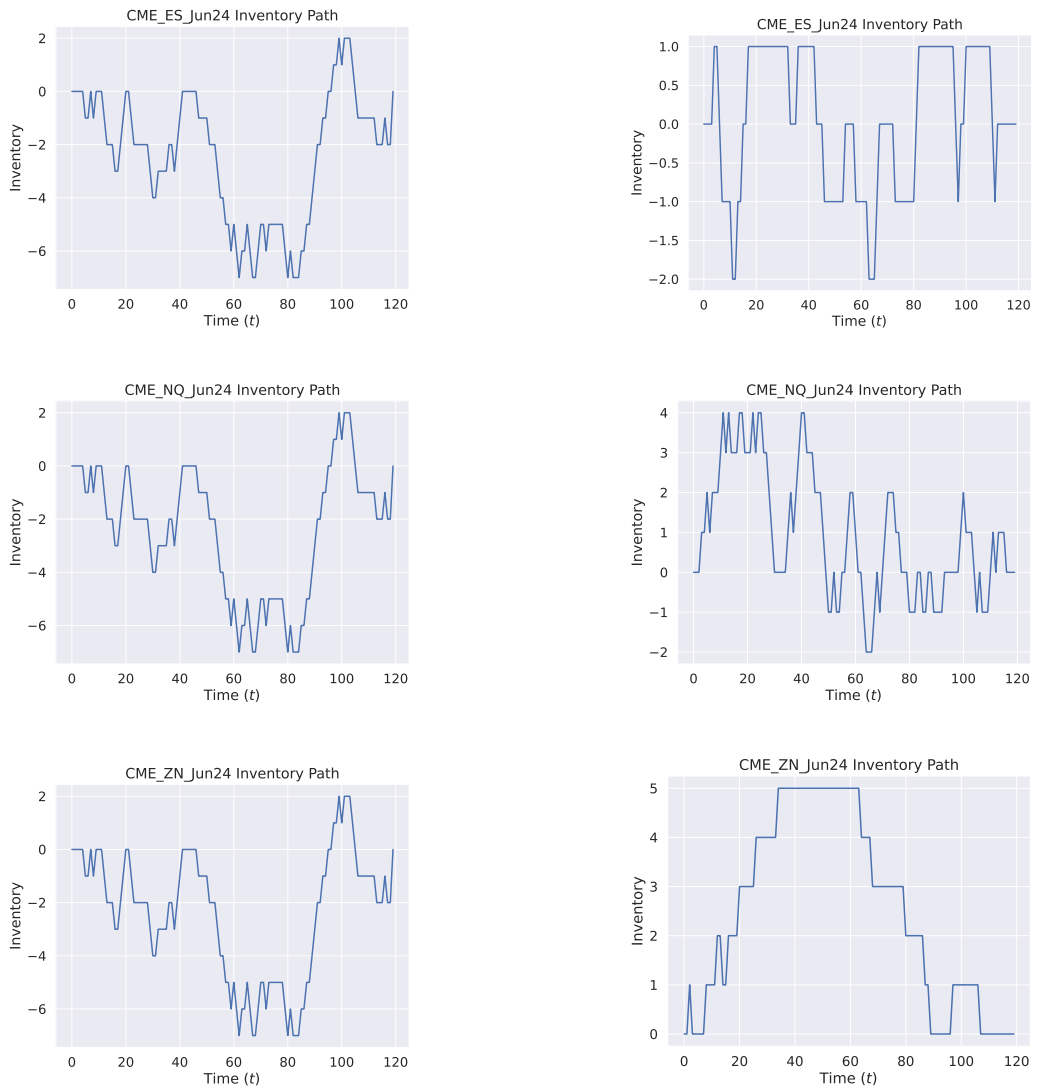 CME_ES_Jun24 Inventory Path
2
0
−2
−4
−6
Inventory
0 20 40 60 80 100 120
Time (t)
CME_ES_Jun24 Inventory Path
1.0
0.5
0.0
−0.5
−1.0
−1.5
−2.0
Inventory
0 20 40 60 80 100 120
Time (t)
CME_NQ_Jun24 Inventory Path
2
0
−2
−4
−6
Inventory
0 20 40 60 80 100 120
Time (t)
CME_NQ_Jun24 Inventory Path
4
3
2
1
0
−1
−2
Inventory
0 20 40 60 80 100 120
Time (t)
CME_ZN_Jun24 Inventory Path
2
0
−2
−4
−6
Inventory
0 20 40 60 80 100 120
Time (t)
CME_ZN_Jun24 Inventory Path
5
4
3
2
1
0
Inventory
0 20 40 60 80 100 120
Time (t)